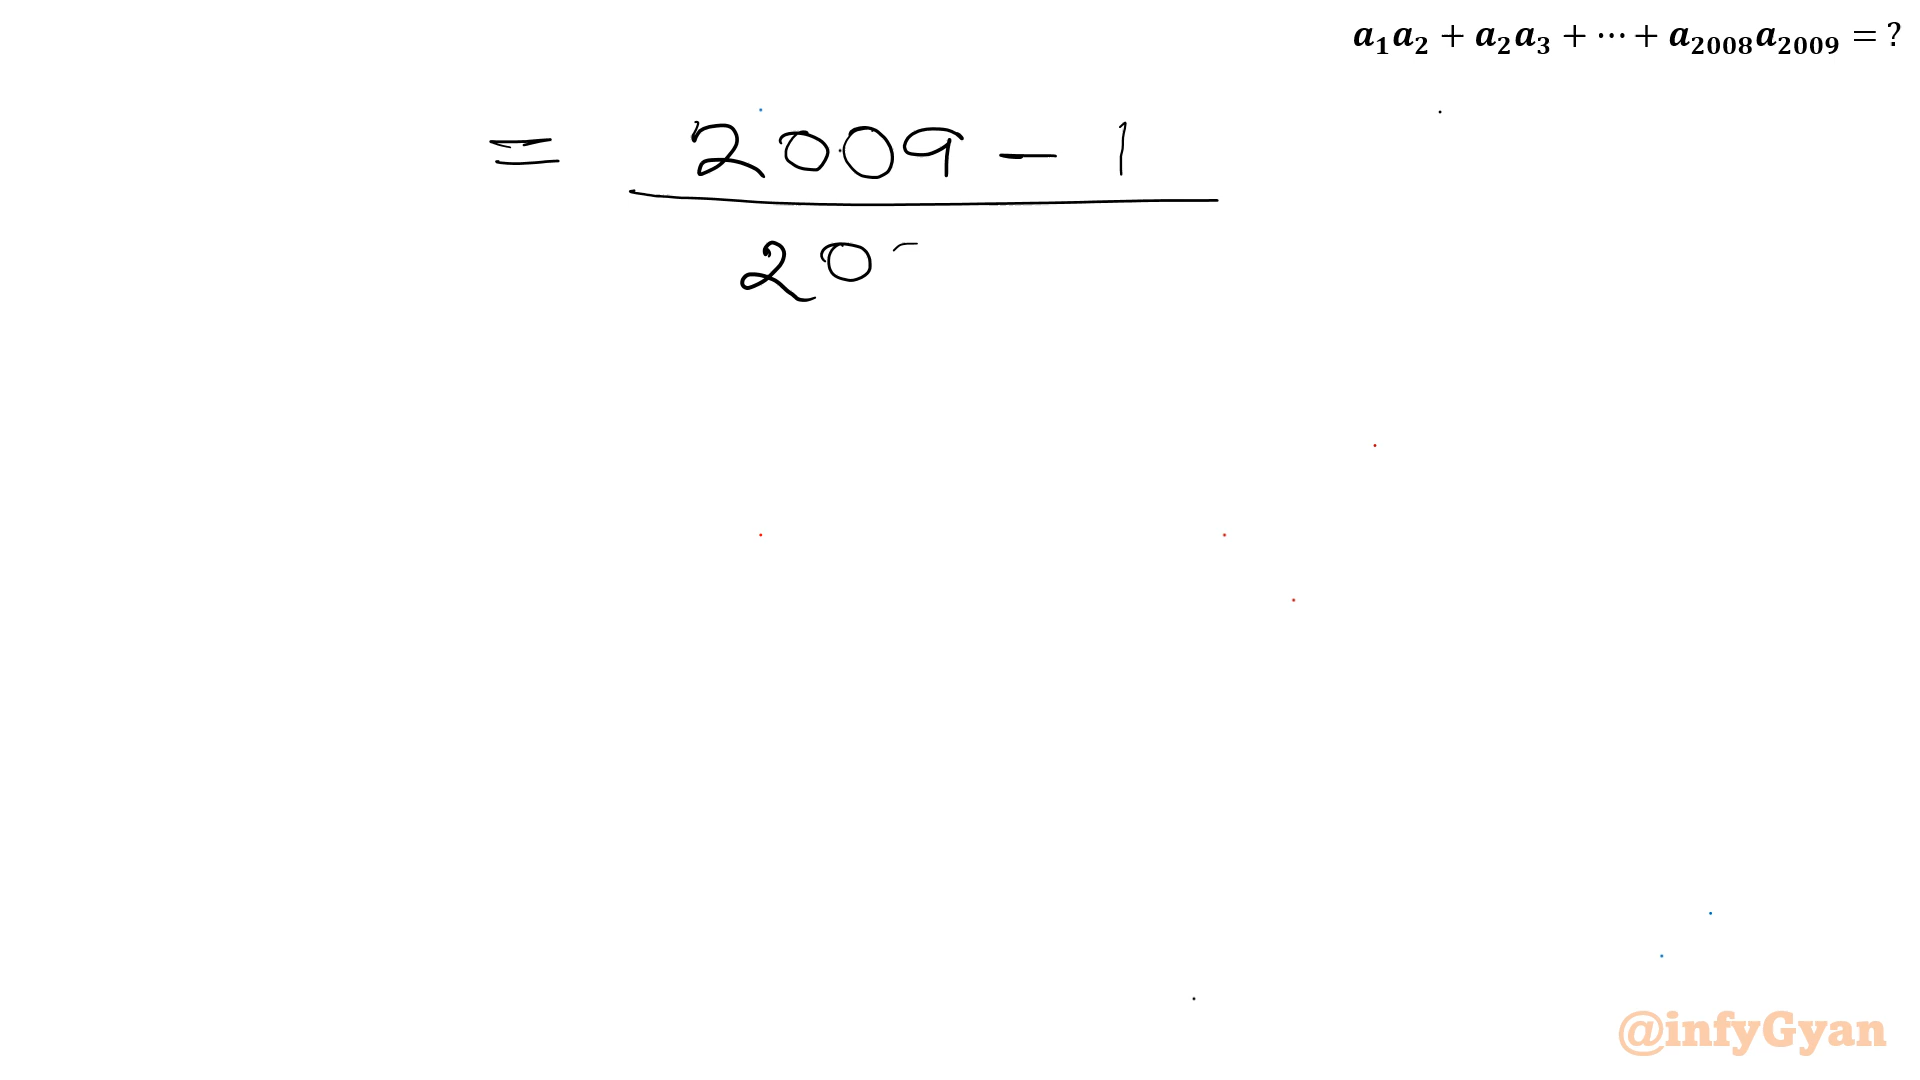 a₁a₂ + a₂a₃ + ⋯ + a₂₀₀₈a₂₀₀₉ = ?
= 2009 - 1
20
@infyGyan